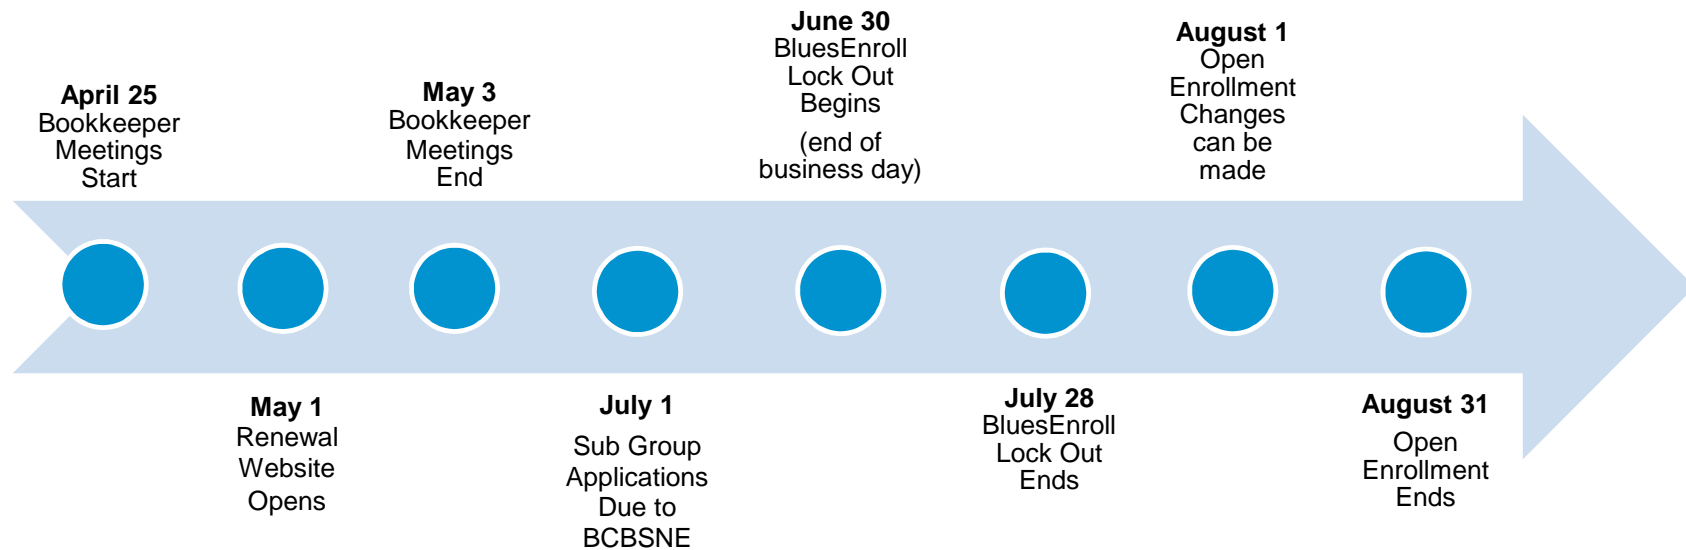 April 25
Bookkeeper
Meetings
Start
May 1
Renewal
Website
Opens
May 3
Bookkeeper
Meetings
End
July 1
Sub Group
Applications
Due to
BCBSNE
June 30
BluesEnroll
Lock Out
Begins
(end of
business day)
July 28
BluesEnroll
Lock Out
Ends
August 1
Open
Enrollment
Changes
can be
made
August 31
Open
Enrollment
Ends